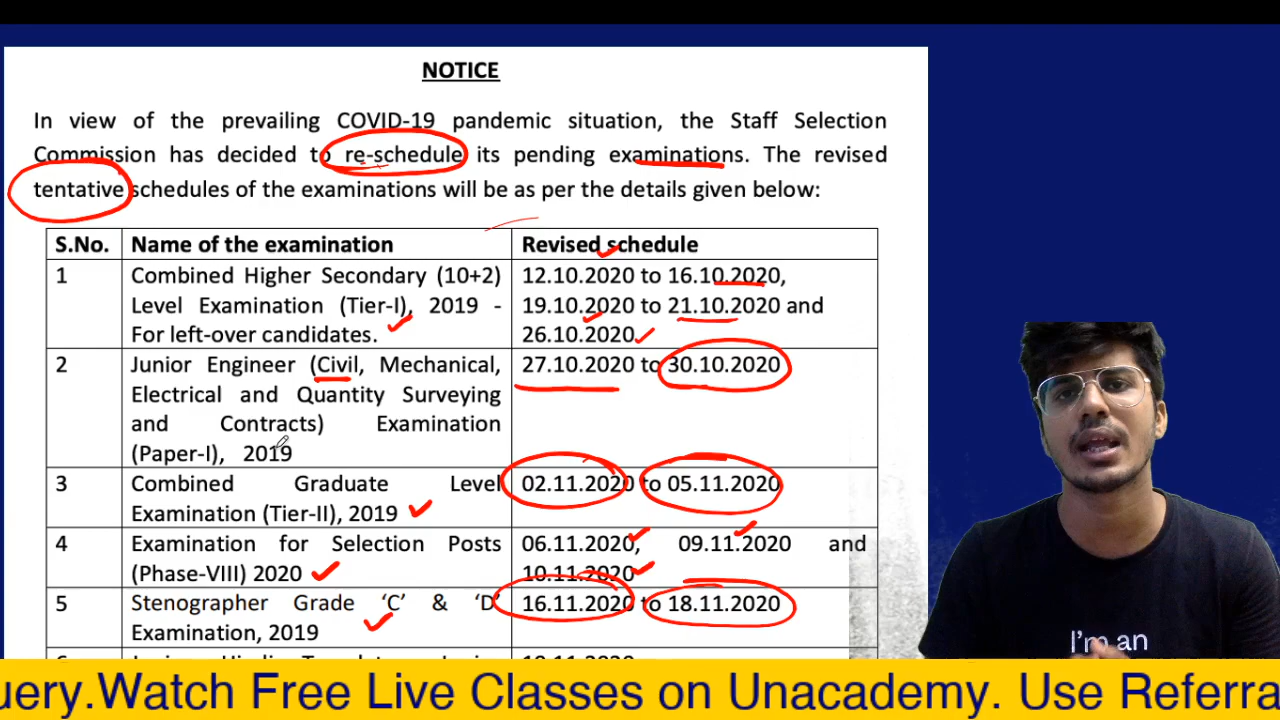 NOTICE
In view of the prevailing COVID-19 pandemic situation, the Staff Selection
Commission has decided to re-schedule its pending examinations. The revised
tentative schedules of the examinations will be as per the details given below:
S.No. Name of the examination Revised schedule
1 Combined Higher Secondary (10+2) 12.10.2020 to 16.10.2020,
Level Examination (Tier-I), 2019 - 19.10.2020 to 21.10.2020 and
For left-over candidates. 26.10.2020
2 Junior Engineer (Civil, Mechanical, 27.10.2020 to 30.10.2020
Electrical and Quantity Surveying
and Contracts) Examination
(Paper-I), 2019
3 Combined Graduate Level 02.11.2020 to 05.11.2020
Examination (Tier-II), 2019
4 Examination for Selection Posts 06.11.2020, 09.11.2020 and
(Phase-VIII) 2020 10.11.2020
5 Stenographer Grade ‘C’ & ‘D’ 16.11.2020 to 18.11.2020
Examination, 2019
I'm an
uery.Watch Free Live Classes on Unacademy. Use Referra